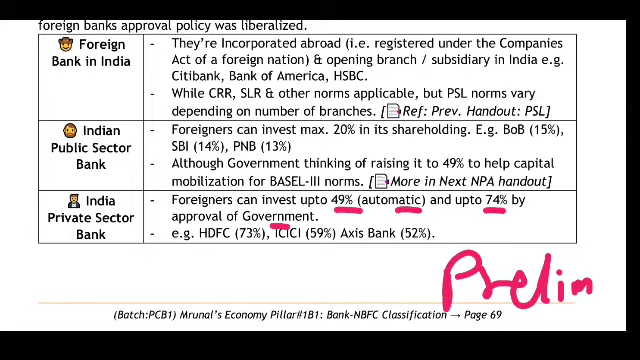 foreign banks approval policy was liberalized.
Foreign Bank in India
- They're Incorporated abroad (i.e. registered under the Companies
Act of a foreign nation) & opening branch / subsidiary in India e.g.
Citibank, Bank of America, HSBC.
- While CRR, SLR & other norms applicable, but PSL norms vary
depending on number of branches. [Ref: Prev. Handout: PSL]
Indian Public Sector Bank
- Foreigners can invest max. 20% in its shareholding. E.g. BoB (15%),
SBI (14%), PNB (13%)
- Although Government thinking of raising it to 49% to help capital
mobilization for BASEL-III norms. [More in Next NPA handout]
India Private Sector Bank
- Foreigners can invest upto 49% (automatic) and upto 74% by
approval of Government.
- e.g. HDFC (73%), ICICI (59%) Axis Bank (52%).
Prelim
(Batch:PCB1) Mrunal's Economy Pillar#1B1: Bank-NBFC Classification → Page 69